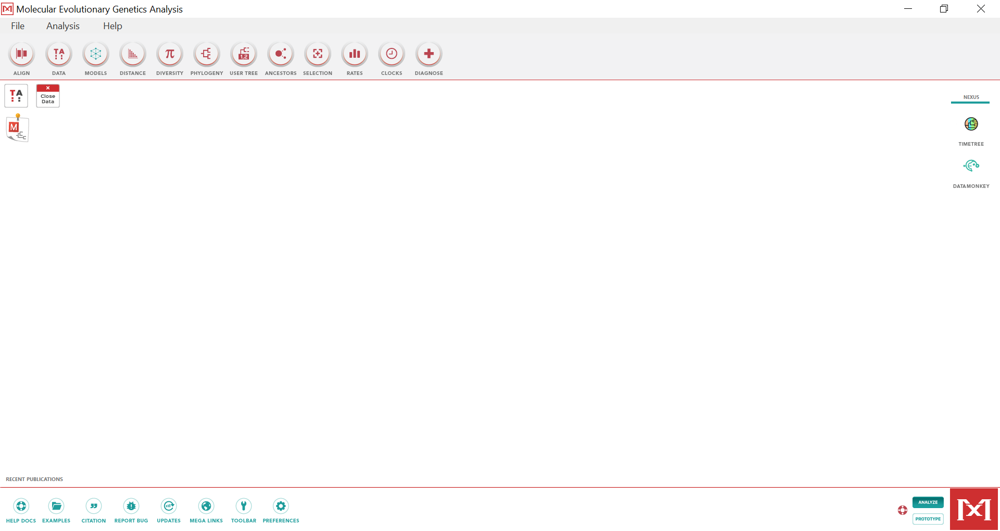 Molecular Evolutionary Genetics Analysis
File Analysis Help
ALIGN DATA MODELS DISTANCE DIVERSITY PHYLOGENY USER TREE ANCESTORS SELECTION RATES CLOCKS DIAGNOSE
TA
Close
Data
M
NEXUS
TIMETREE
DATAMONKEY
RECENT PUBLICATIONS
HELP DOCS EXAMPLES CITATION REPORT BUG UPDATES MEGA LINKS TOOLBAR PREFERENCES
ANALYZE
PROTOTYPE